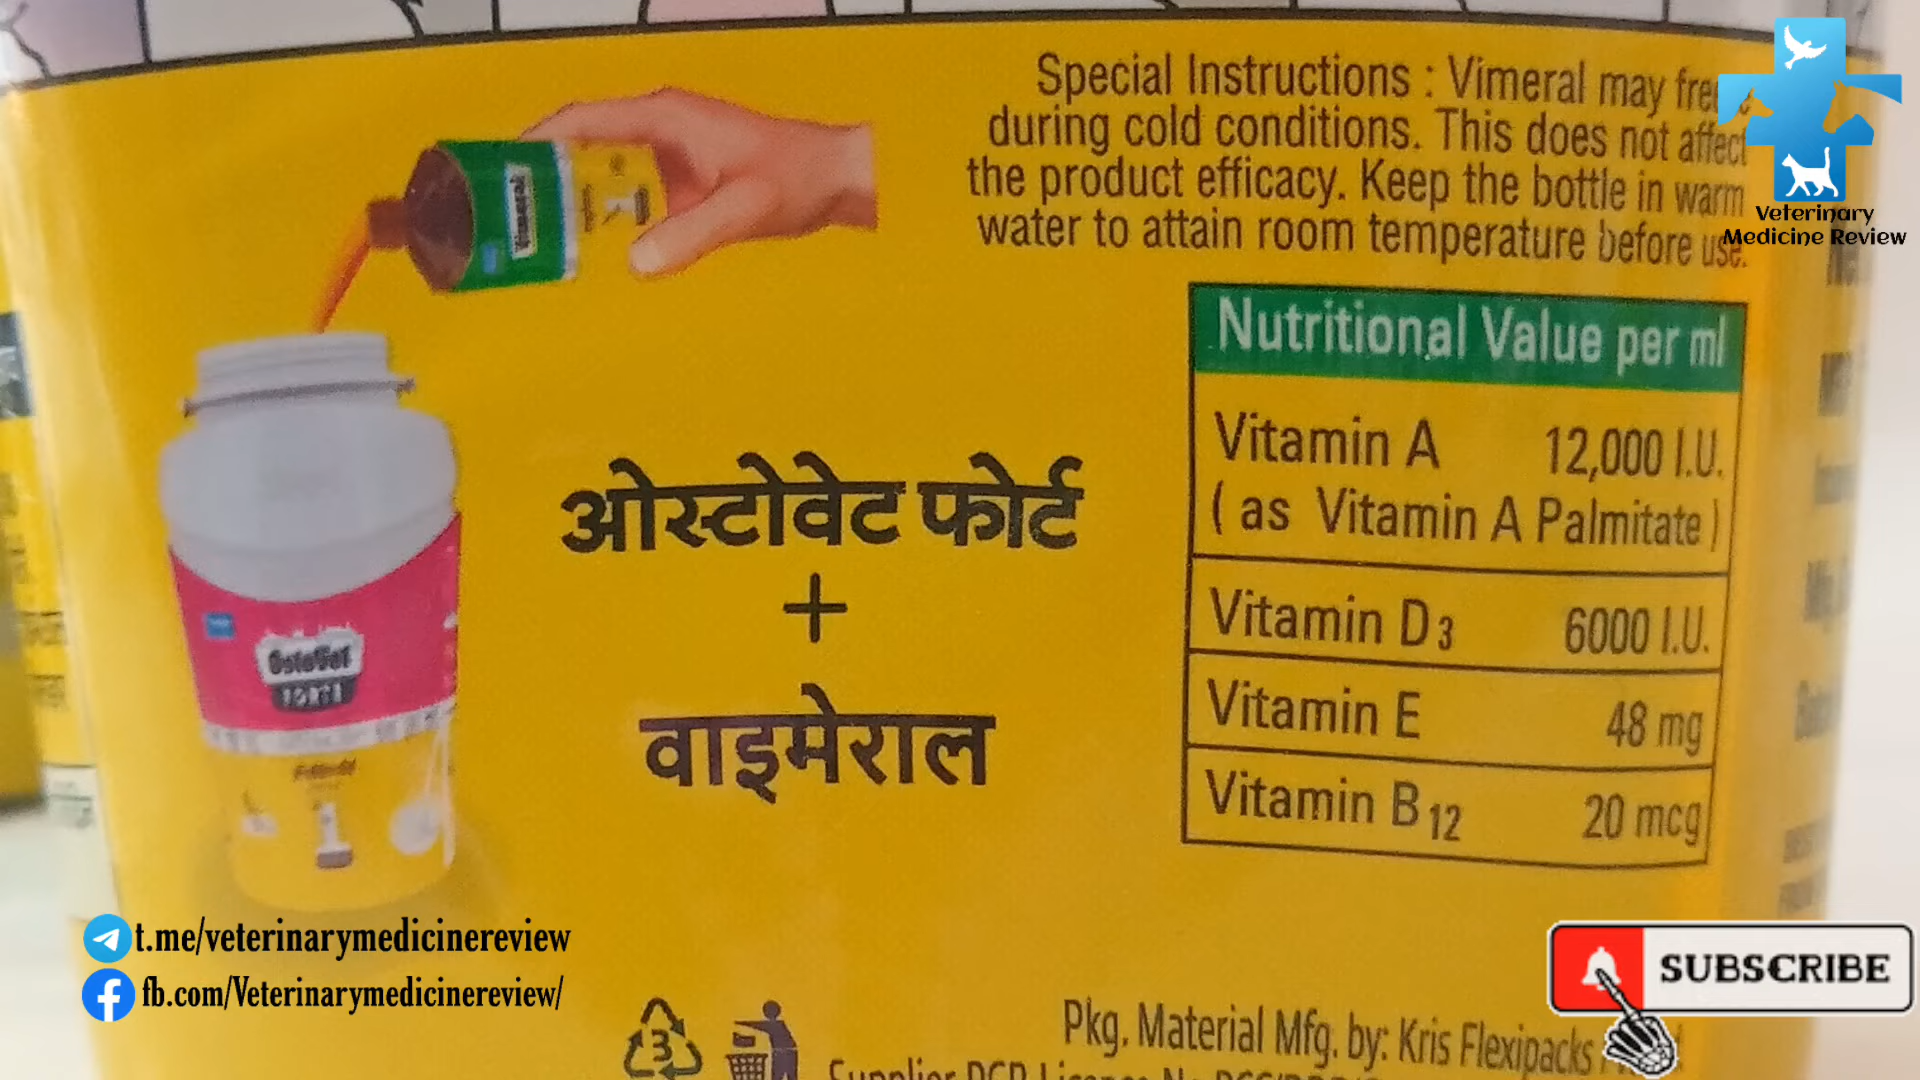 Special Instructions : Vimeral may
during cold conditions. This does not affect
the product efficacy. Keep the bottle in warm
water to attain room temperature before use.
Veterinary
Medicine Review
Vimeral
Nutritional Value per ml
Vitamin A 12,000 I.U.
( as Vitamin A Palmitate )
Vitamin D3 6000 I.U.
Vitamin E 48 mg
Vitamin B12 20 mcg
ओस्टोवेट फोर्ट
+
वाइमेराल
OstoVet
FORTE
t.me/veterinarymedicinereview
fb.com/Veterinarymedicinereview/
SUBSCRIBE
3
Pkg. Material Mfg. by: Kris Flexipacks